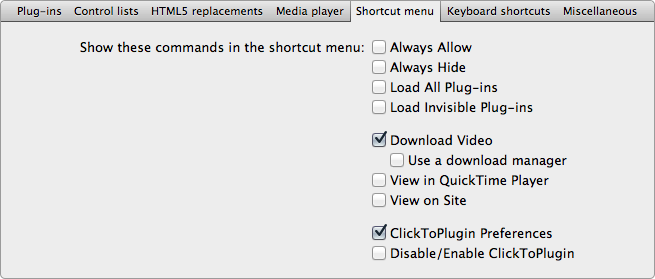 Plug-ins Control lists HTML5 replacements Media player Shortcut menu Keyboard shortcuts Miscellaneous
Show these commands in the shortcut menu: Always Allow
Always Hide
Load All Plug-ins
Load Invisible Plug-ins
Download Video
Use a download manager
View in QuickTime Player
View on Site
ClickToPlugin Preferences
Disable/Enable ClickToPlugin